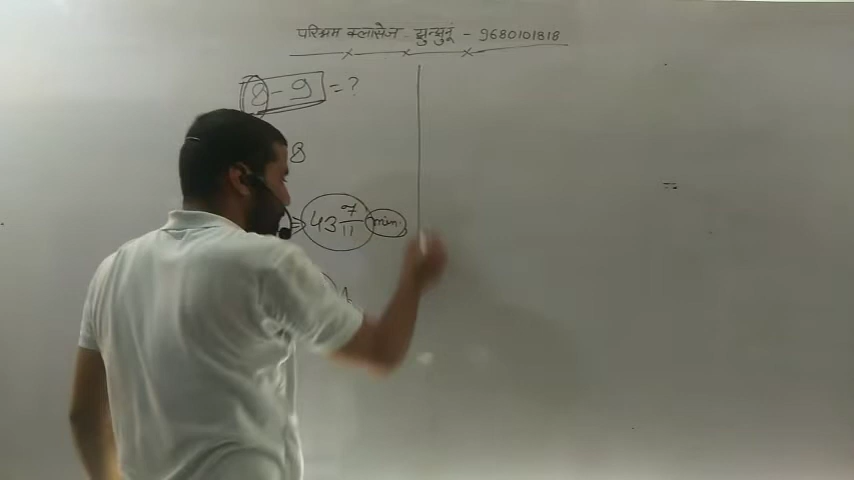 परिश्रम क्लासेज - झुन्झुनूं - 9680101818
8 - 9 = ?
8
⇒ 43 7/11 min.